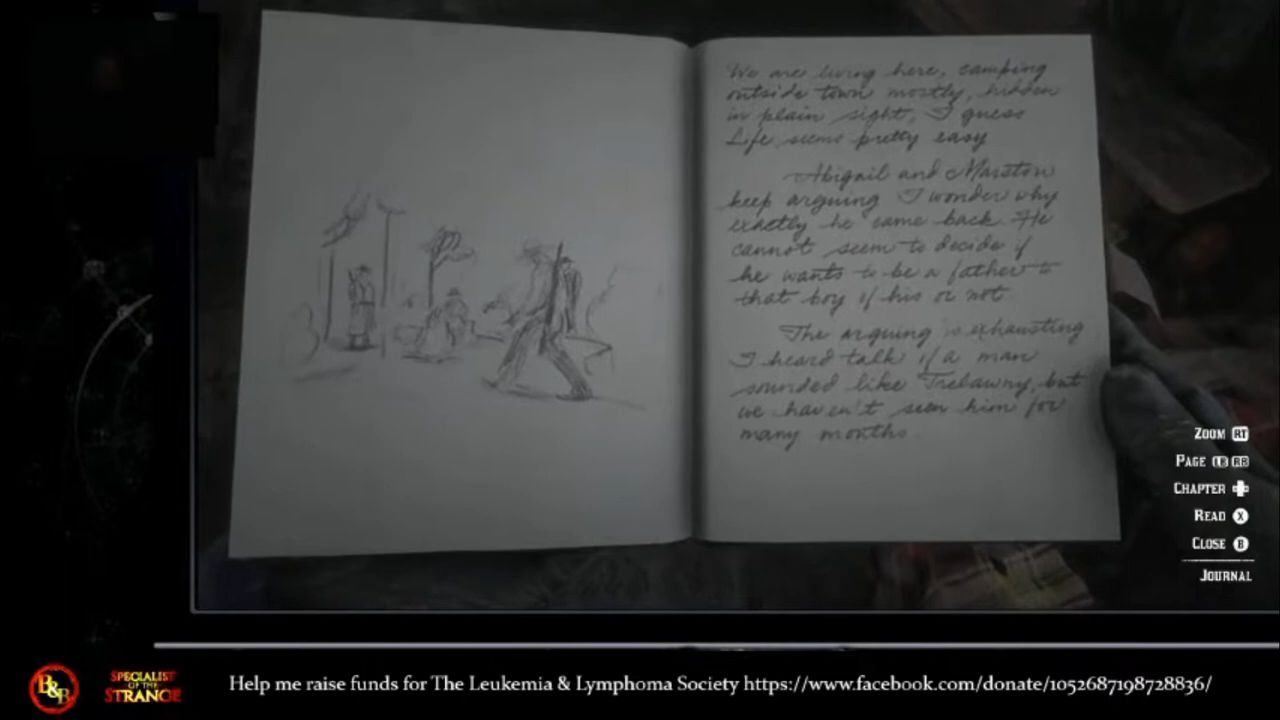 We are living here, camping
outside town mostly, hidden
in plain sight, I guess
Life seems pretty easy
Abigail and Marston
keep arguing I wonder why
exactly he came back. He
cannot seem to decide if
he wants to be a father to
that boy of his or not
The arguing is exhausting
I heard talk of a man
sounded like Trelawny, but
we haven't seen him for
many months
ZOOM RT
PAGE LB RB
CHAPTER
READ X
CLOSE B
JOURNAL
B&B
SPECIALIST
OF THE
STRANGE
Help me raise funds for The Leukemia & Lymphoma Society https://www.facebook.com/donate/1052687198728836/